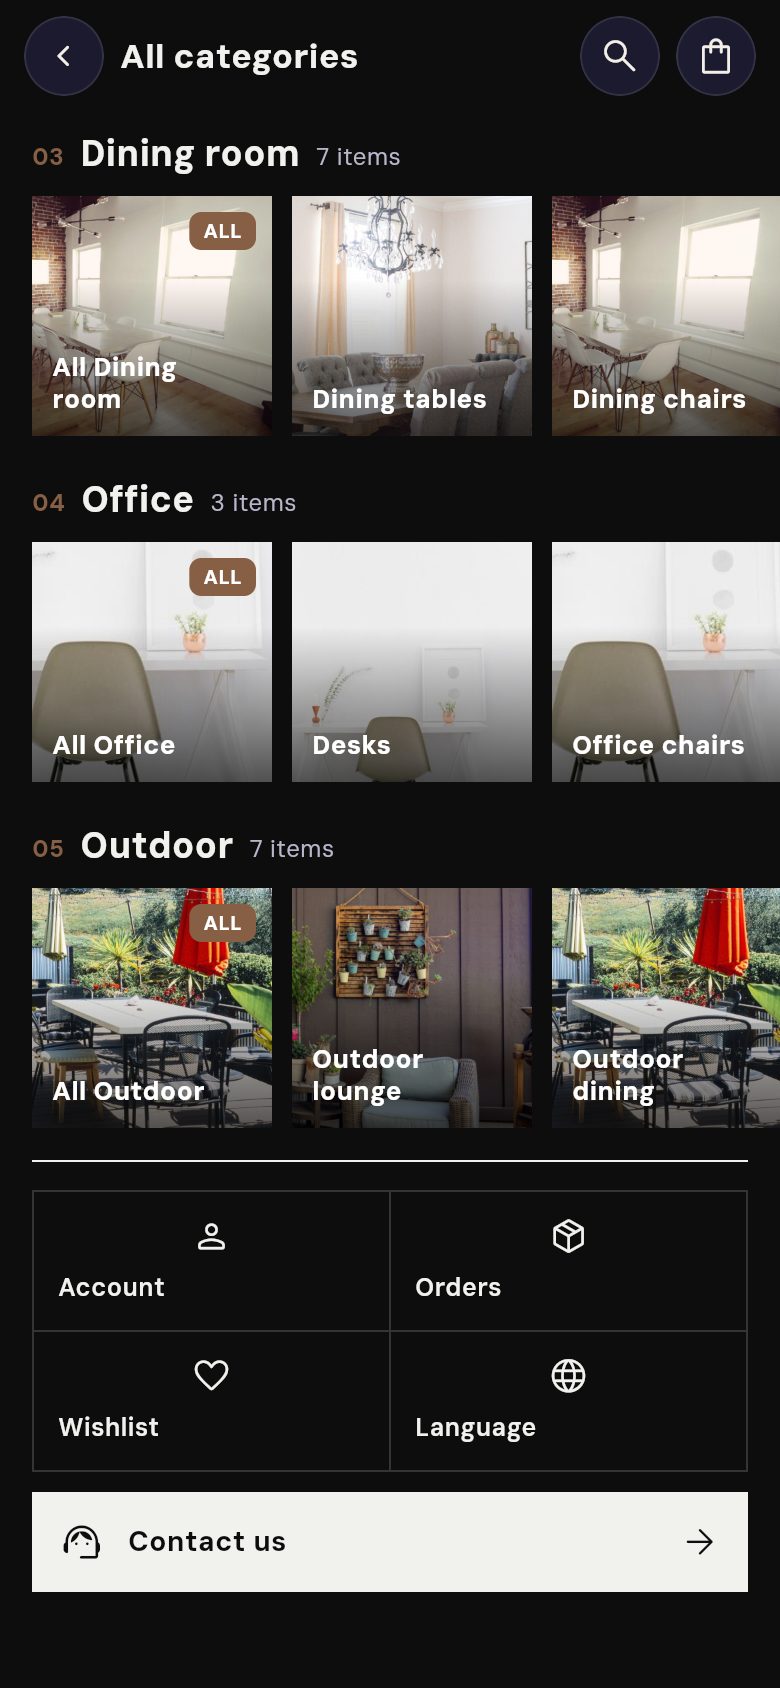 All categories
03 Dining room 7 items
ALL
All Dining
room
Dining tables
Dining chairs
04 Office 3 items
ALL
All Office
Desks
Office chairs
05 Outdoor 7 items
ALL
All Outdoor
Outdoor
lounge
Outdoor
dining
Account
Orders
Wishlist
Language
Contact us